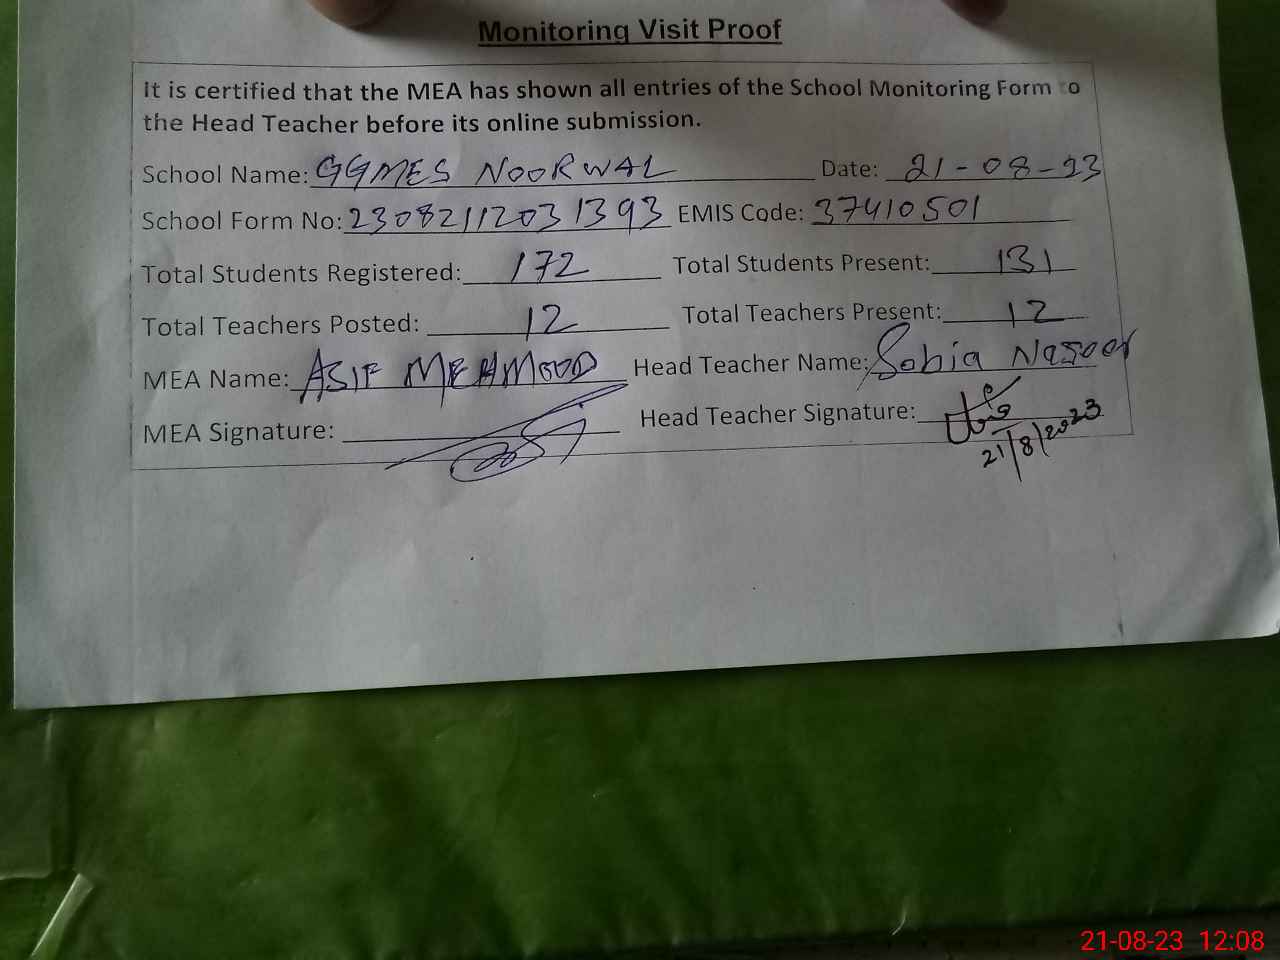 Monitoring Visit Proof
It is certified that the MEA has shown all entries of the School Monitoring Form to
the Head Teacher before its online submission.
School Name: GGMES NOORWAL Date: 21-08-23
School Form No: 23082112031393 EMIS Code: 37410501
Total Students Registered: 172 Total Students Present: 131
Total Teachers Posted: 12 Total Teachers Present: 12
MEA Name: ASIF MEHMOOD Head Teacher Name: Sobia
MEA Signature: Head Teacher Signature:
21/8/2023
21-08-23 12:08